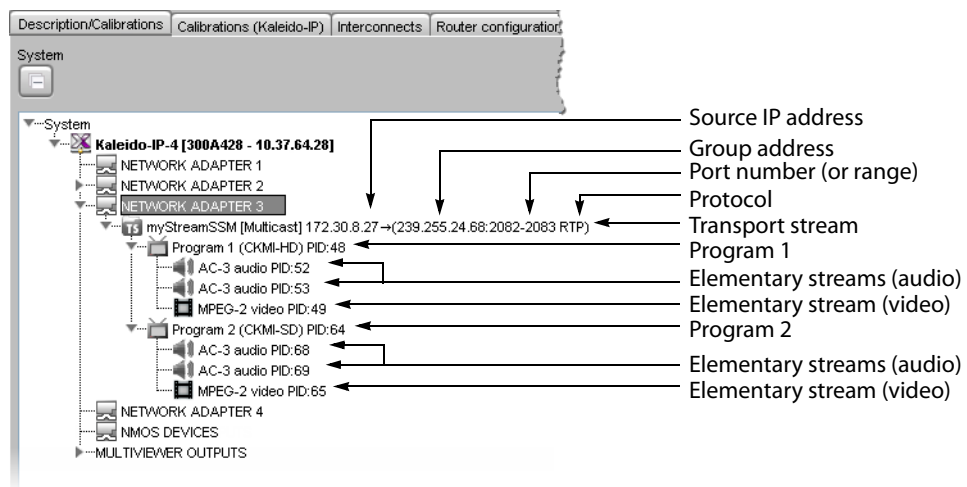 Description/Calibrations Calibrations (Kaleido-IP) Interconnects Router configuration
System
System
Kaleido-IP-4 [300A428 - 10.37.64.28]
NETWORK ADAPTER 1
NETWORK ADAPTER 2
NETWORK ADAPTER 3
myStreamSSM [Multicast] 172.30.8.27→(239.255.24.68:2082-2083 RTP)
Program 1 (CKMI-HD) PID:48
AC-3 audio PID:52
AC-3 audio PID:53
MPEG-2 video PID:49
Program 2 (CKMI-SD) PID:64
AC-3 audio PID:68
AC-3 audio PID:69
MPEG-2 video PID:65
NETWORK ADAPTER 4
NMOS DEVICES
MULTIVIEWER OUTPUTS
Source IP address
Group address
Port number (or range)
Protocol
Transport stream
Program 1
Elementary streams (audio)
Elementary stream (video)
Program 2
Elementary streams (audio)
Elementary stream (video)